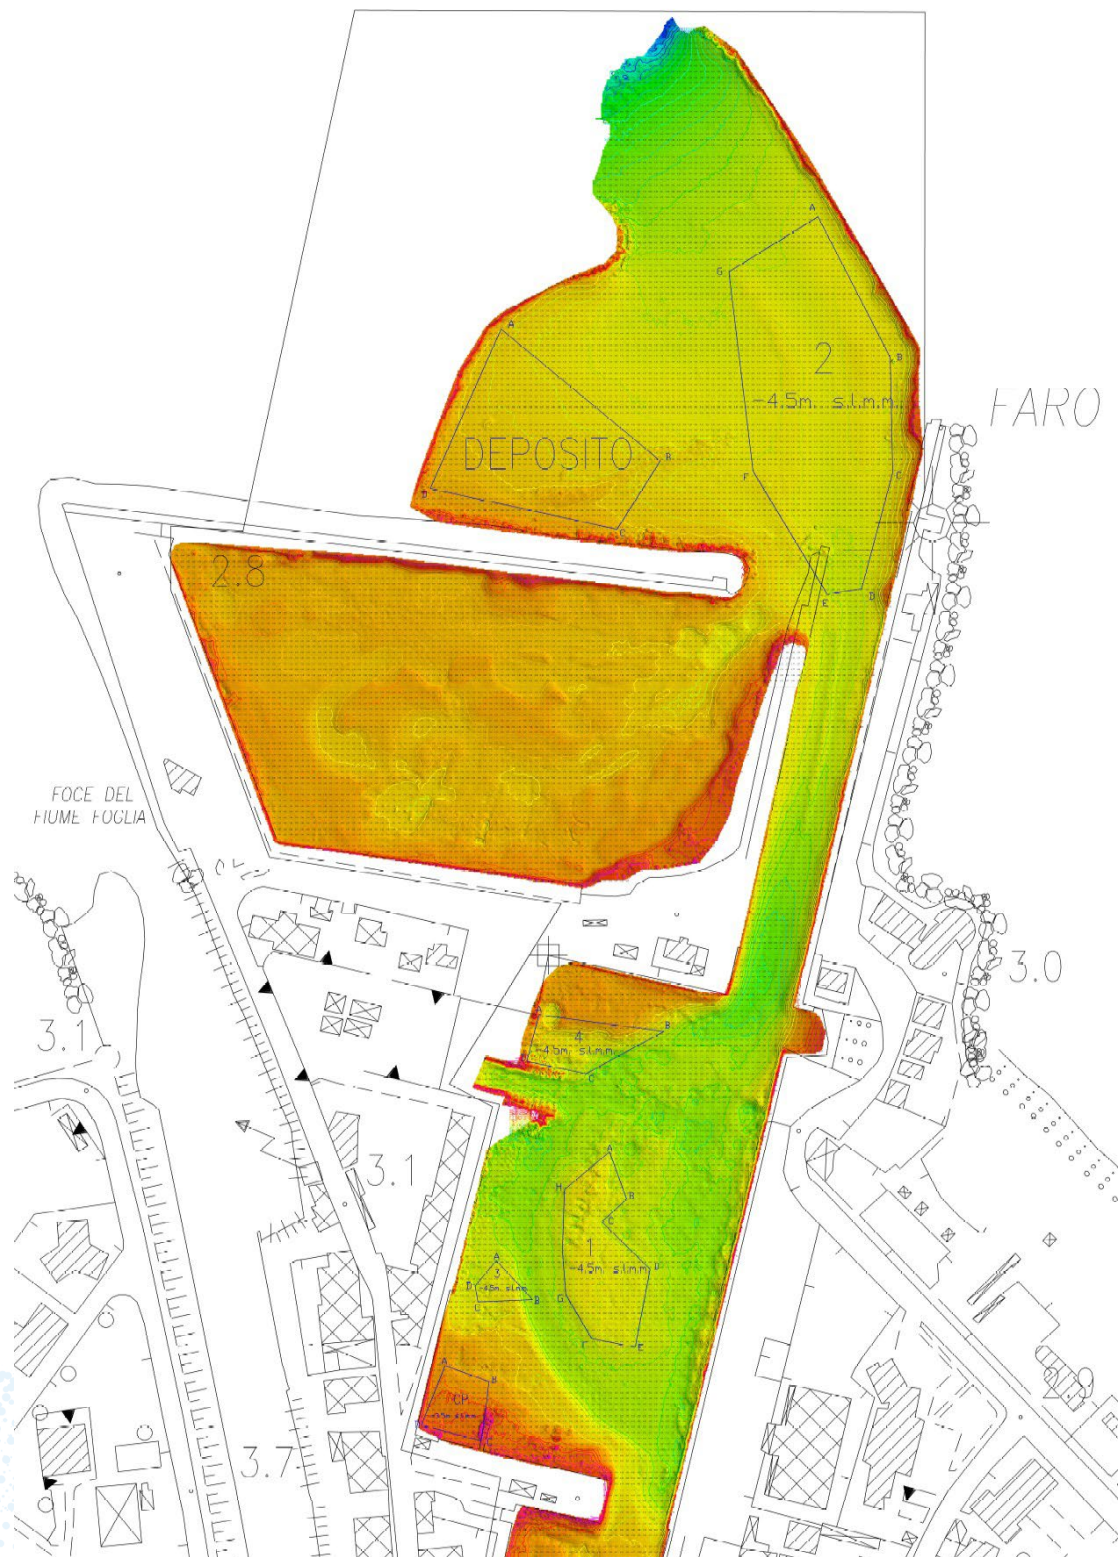 A
G
2
B
-4.5m. s.l.m.m.
FARO
A
DEPOSITO
B
D
C
F
C
2.8
E
D
FOCE DEL
FIUME FOGLIA
3.0
3.1
B
4
-4.5m. s.l.m.m.
C
A
3.1
H
B
C
1
-4.5m. s.l.m.m.
D
A
3
D
B
G
F
E
A
B
3.7